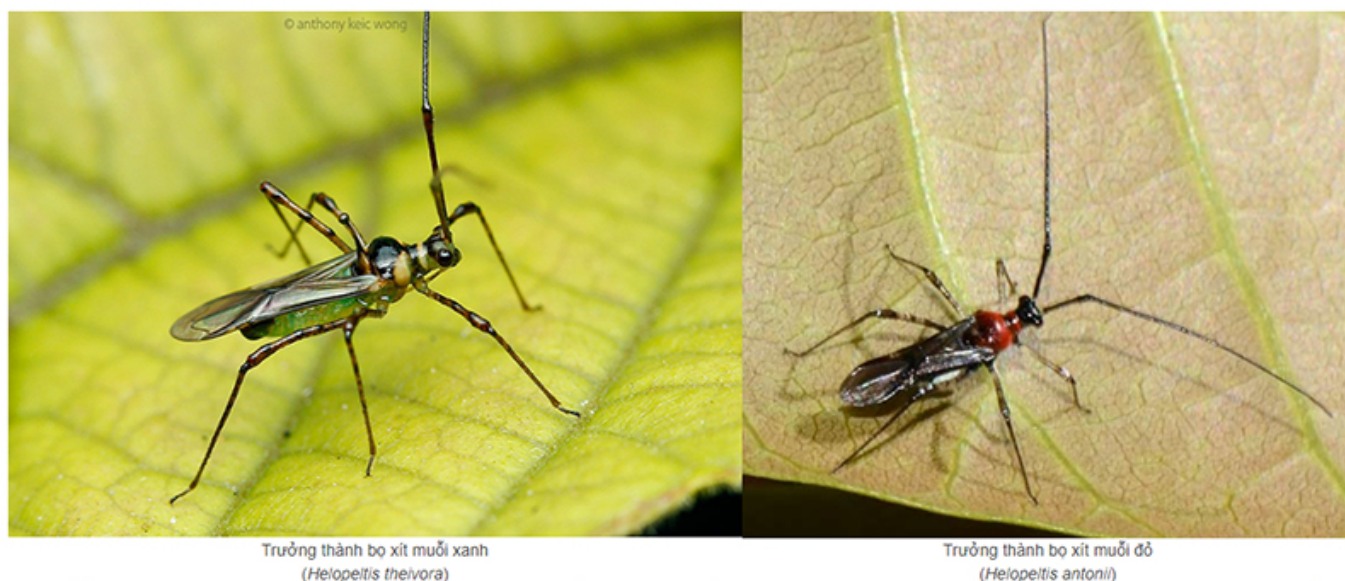 © anthony keic wong
Trưởng thành bọ xít muỗi xanh
(Helopeltis theivora)
Trưởng thành bọ xít muỗi đỏ
(Helopeltis antonii)